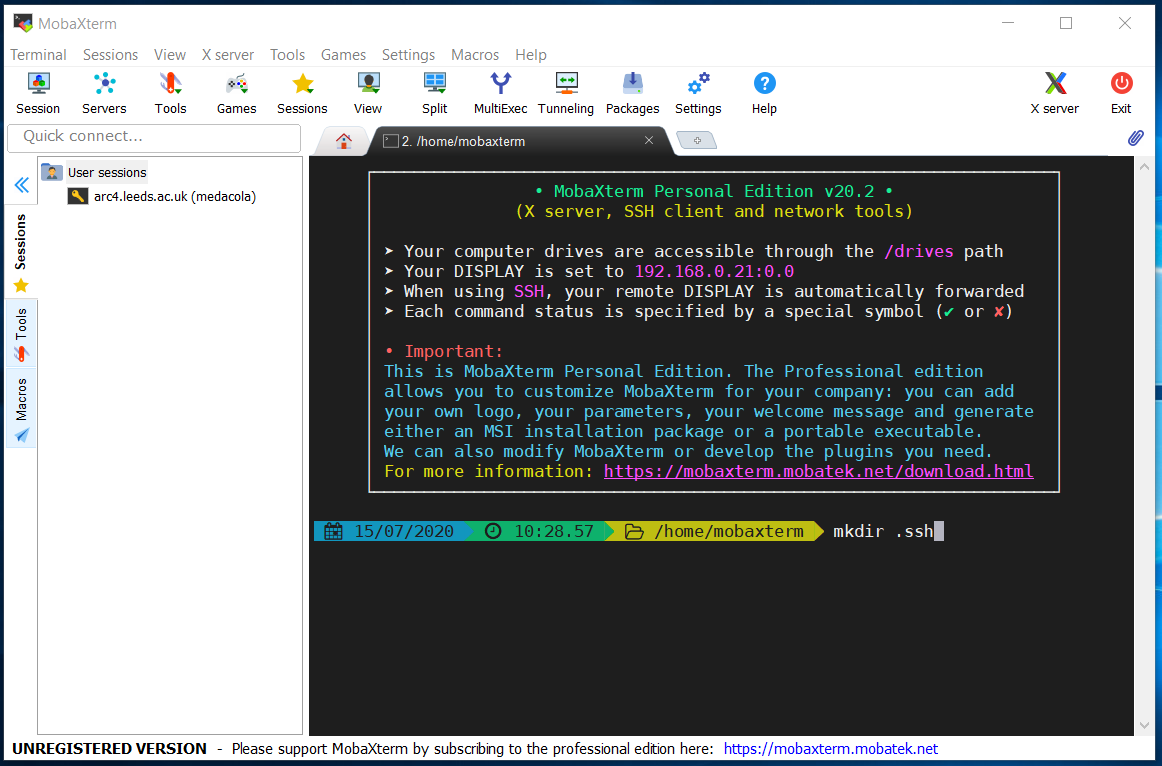 MobaXterm
Terminal Sessions View X server Tools Games Settings Macros Help
Session Servers Tools Games Sessions View Split MultiExec Tunneling Packages Settings Help X server Exit
Quick connect...
2. /home/mobaxterm
User sessions
arc4.leeds.ac.uk (medacola)
Sessions
Tools
Macros
• MobaXterm Personal Edition v20.2 •
(X server, SSH client and network tools)
➤ Your computer drives are accessible through the /drives path
➤ Your DISPLAY is set to 192.168.0.21:0.0
➤ When using SSH, your remote DISPLAY is automatically forwarded
➤ Each command status is specified by a special symbol (✔ or ✘)
• Important:
This is MobaXterm Personal Edition. The Professional edition
allows you to customize MobaXterm for your company: you can add
your own logo, your parameters, your welcome message and generate
either an MSI installation package or a portable executable.
We can also modify MobaXterm or develop the plugins you need.
For more information: https://mobaxterm.mobatek.net/download.html
15/07/2020 10:28.57 /home/mobaxterm mkdir .ssh
UNREGISTERED VERSION - Please support MobaXterm by subscribing to the professional edition here: https://mobaxterm.mobatek.net